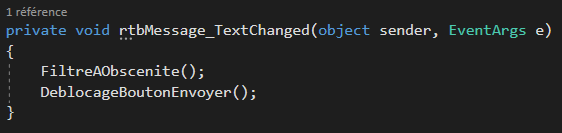 1 référence
private void rtbMessage_TextChanged(object sender, EventArgs e)
{
    FiltreAObscenite();
    DeblocageBoutonEnvoyer();
}